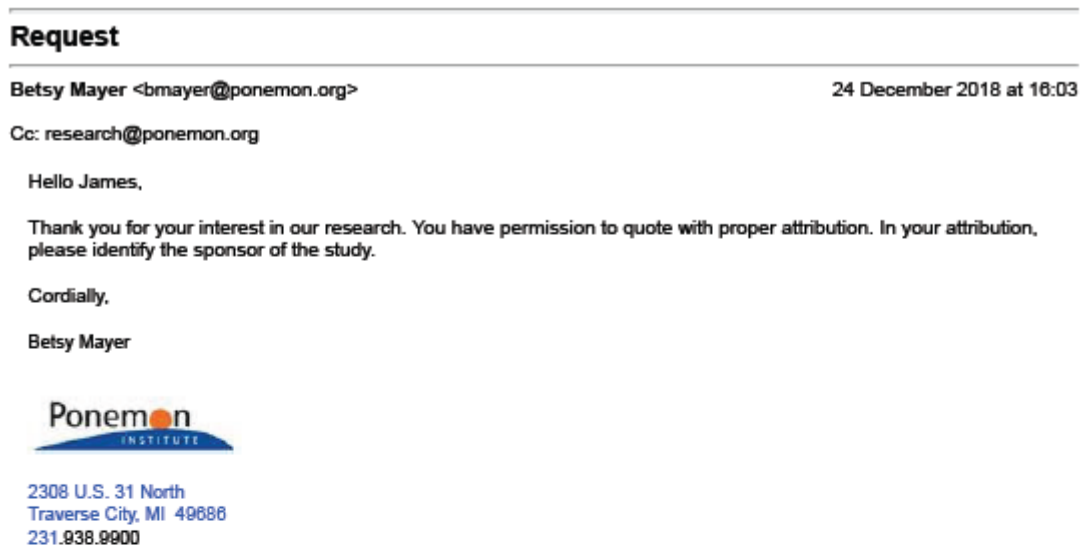 Request
Betsy Mayer <bmayer@ponemon.org> 24 December 2018 at 16:03
Cc: research@ponemon.org
Hello James,
Thank you for your interest in our research. You have permission to quote with proper attribution. In your attribution,
please identify the sponsor of the study.
Cordially,
Betsy Mayer
Ponemon
INSTITUTE
2308 U.S. 31 North
Traverse City, MI 49686
231.938.9900